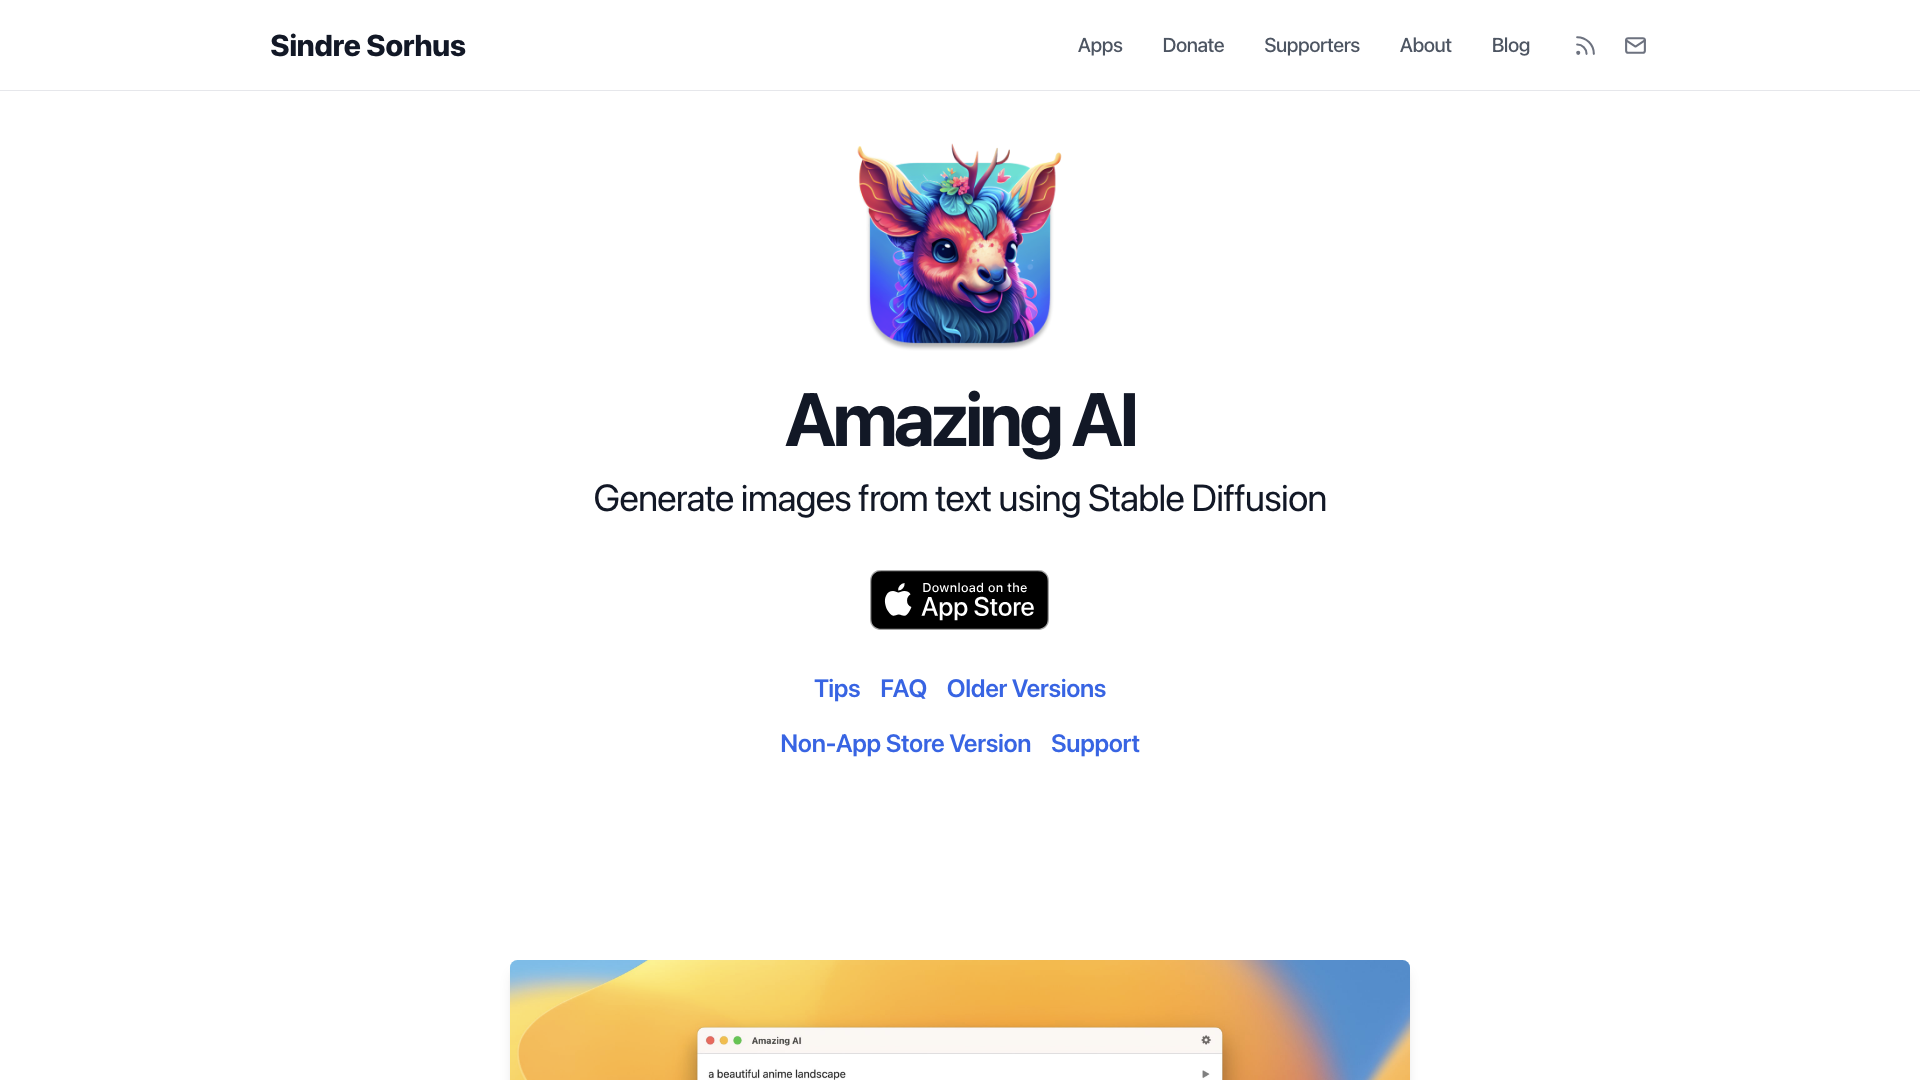 Sindre Sorhus
Apps Donate Supporters About Blog
Amazing AI
Generate images from text using Stable Diffusion
Download on the
App Store
Tips FAQ Older Versions
Non-App Store Version Support
Amazing AI
a beautiful anime landscape